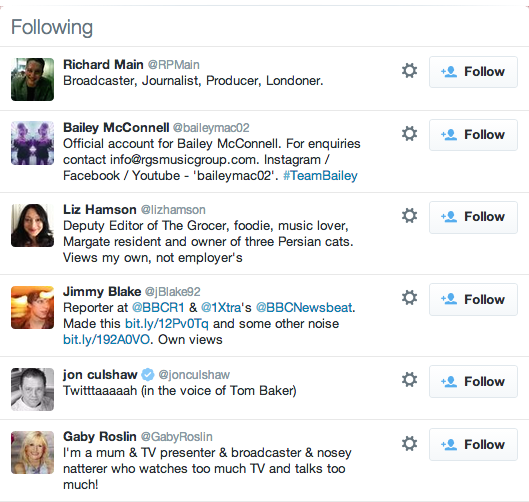 Following
Richard Main @RPMain
Broadcaster, Journalist, Producer, Londoner.
Follow
Bailey McConnell @baileymac02
Official account for Bailey McConnell. For enquiries
contact info@rgsmusicgroup.com. Instagram /
Facebook / Youtube - 'baileymac02'. #TeamBailey
Follow
Liz Hamson @lizhamson
Deputy Editor of The Grocer, foodie, music lover,
Margate resident and owner of three Persian cats.
Views my own, not employer's
Follow
Jimmy Blake @jBlake92
Reporter at @BBCR1 & @1Xtra's @BBCNewsbeat.
Made this bit.ly/12Pv0Tq and some other noise
bit.ly/192A0VO. Own views
Follow
jon culshaw @jonculshaw
Twitttaaaaah (in the voice of Tom Baker)
Follow
Gaby Roslin @GabyRoslin
I'm a mum & TV presenter & broadcaster & nosey
natterer who watches too much TV and talks too
much!
Follow